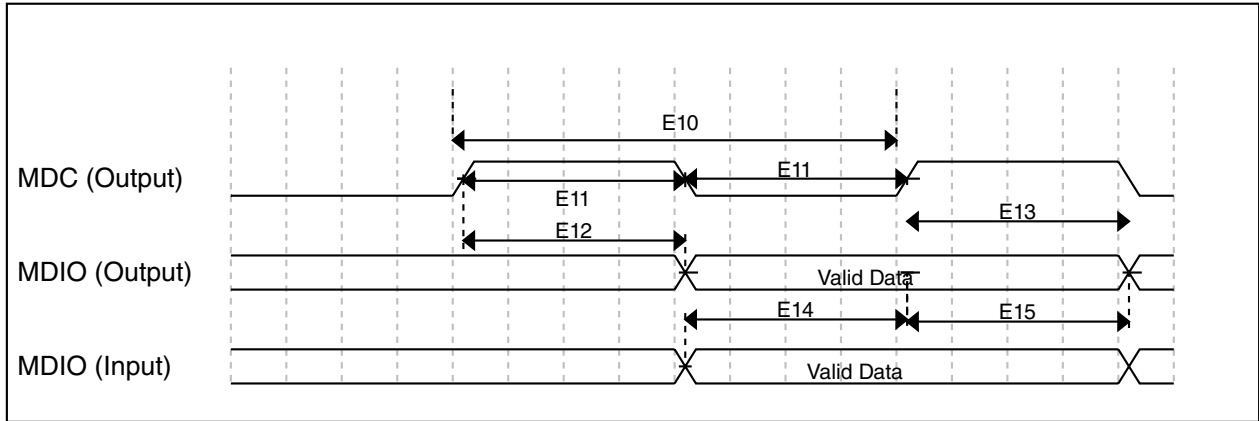 E10
MDC (Output)
E11
E11
E13
E12
MDIO (Output)
Valid Data
E14
E15
MDIO (Input)
Valid Data